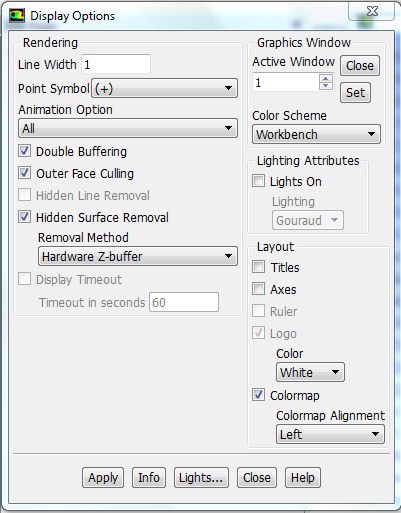 Display Options
Rendering
Line Width 1
Point Symbol (+)
Animation Option
All
Double Buffering
Outer Face Culling
Hidden Line Removal
Hidden Surface Removal
Removal Method
Hardware Z-buffer
Display Timeout
Timeout in seconds 60
Graphics Window
Active Window
1
Close
Set
Color Scheme
Workbench
Lighting Attributes
Lights On
Lighting
Gouraud
Layout
Titles
Axes
Ruler
Logo
Color
White
Colormap
Colormap Alignment
Left
Apply Info Lights... Close Help